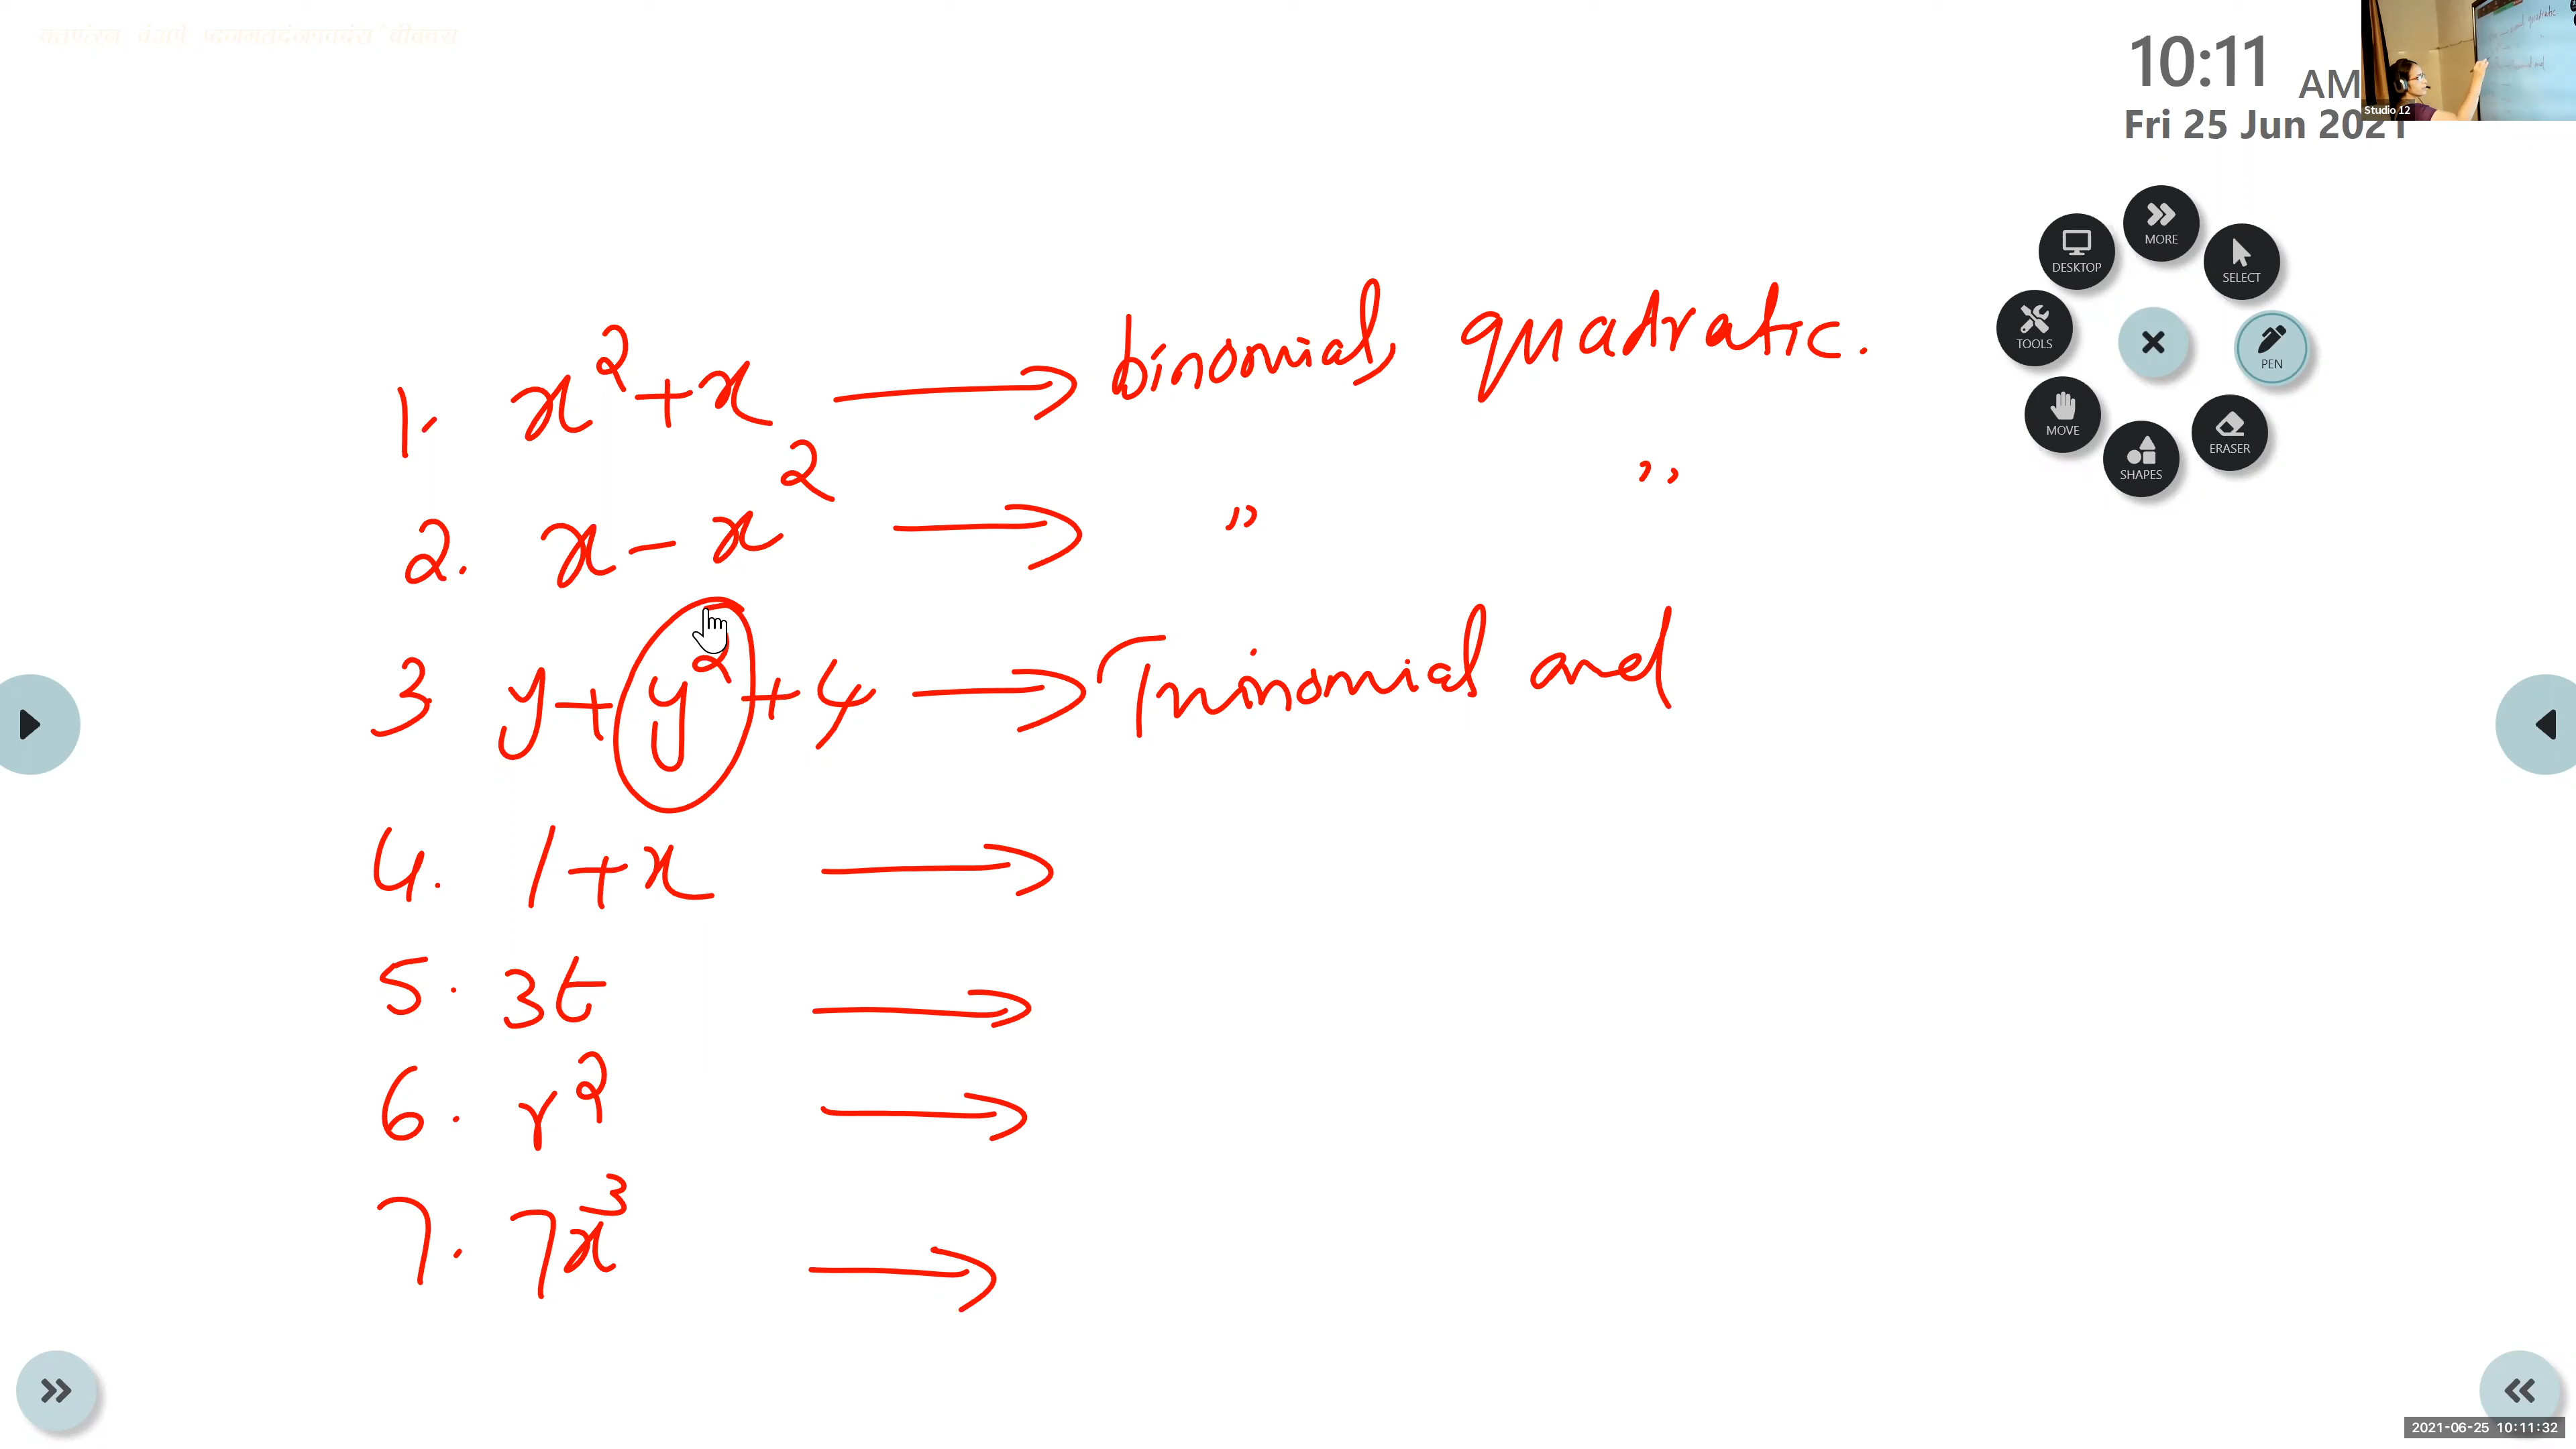 10:11 AM
Fri 25 Jun 2021
Studio 12
MORE
DESKTOP
SELECT
TOOLS
PEN
MOVE
ERASER
SHAPES
1. x²+x → binomial, quadratic.
2. x - x² → " "
3 y+y²+4 → Trinomial and
4. 1+x →
5. 3t →
6. r² →
7. 7x³ →
2021-06-25 10:11:32